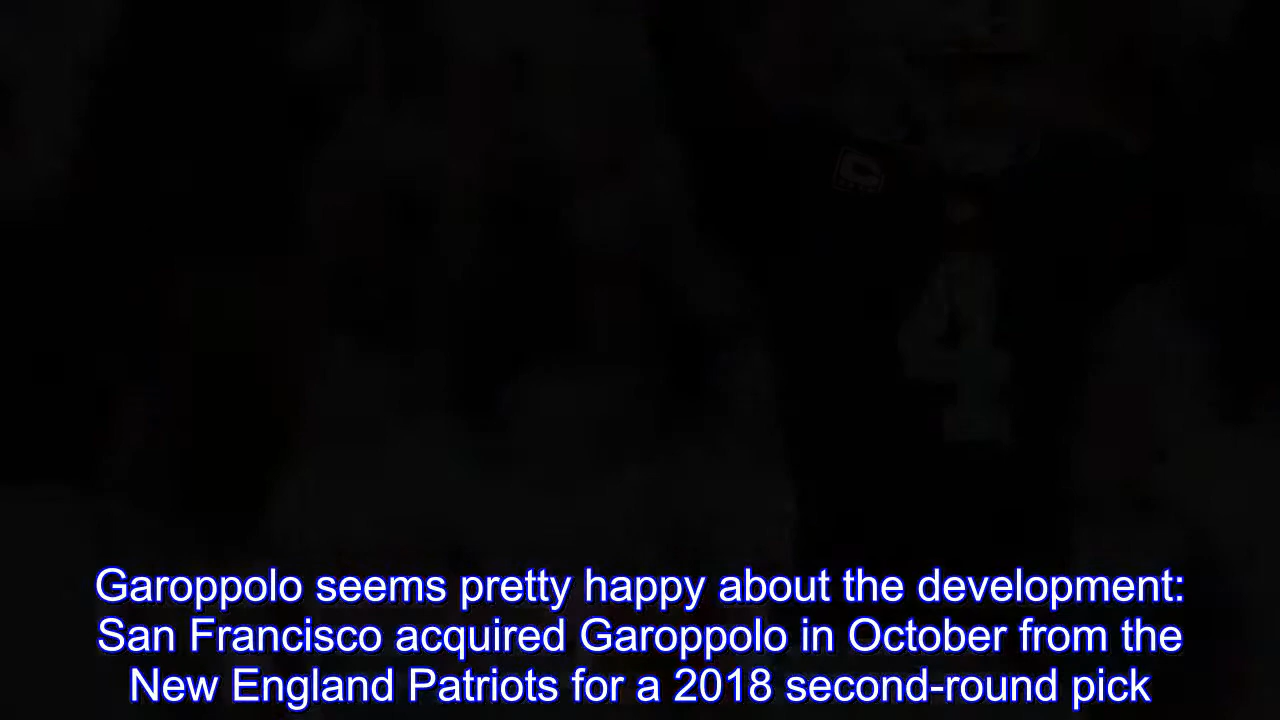 4
Garoppolo seems pretty happy about the development:
San Francisco acquired Garoppolo in October from the
New England Patriots for a 2018 second-round pick